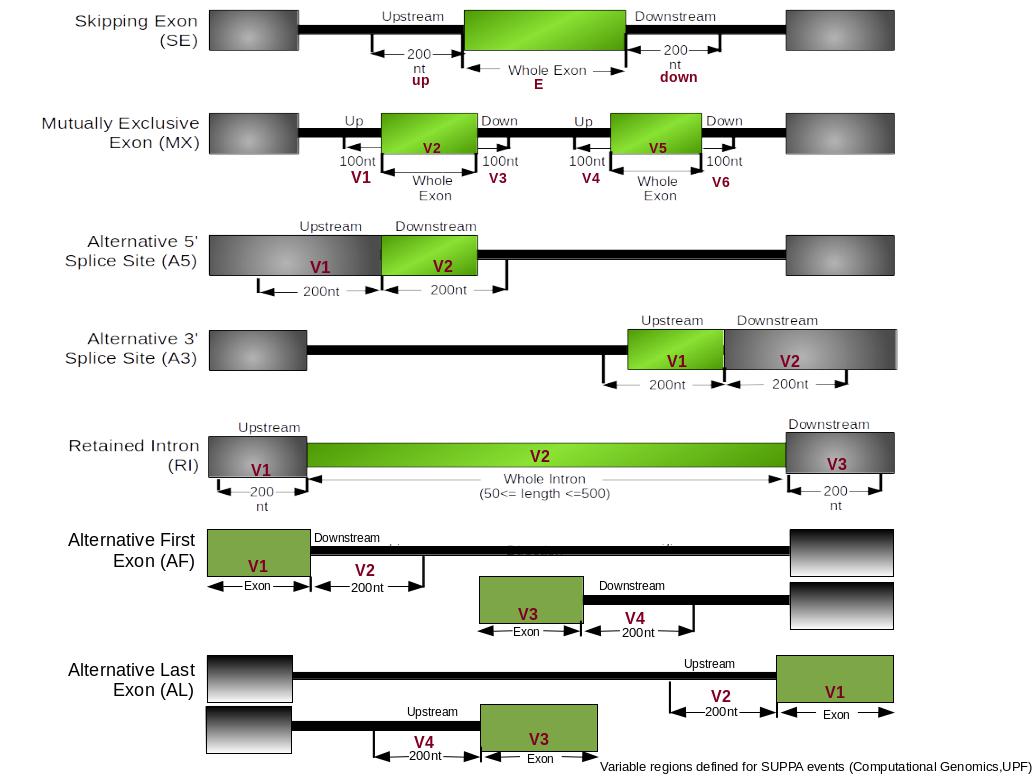 Skipping Exon
(SE)
Upstream
Downstream
200
nt
up
Whole Exon
E
200
nt
down
Mutually Exclusive
Exon (MX)
Up
V2
Down
Up
V5
Down
100nt
V1
Whole
Exon
100nt
V3
100nt
V4
Whole
Exon
100nt
V6
Alternative 5'
Splice Site (A5)
Upstream
Downstream
V1
V2
200nt
200nt
Alternative 3'
Splice Site (A3)
Upstream
Downstream
V1
V2
200nt
200nt
Retained Intron
(RI)
Upstream
Downstream
V1
V2
V3
200
nt
Whole Intron
(50<= length <=500)
200
nt
Alternative First
Exon (AF)
Downstream
V1
V2
Exon
200nt
Downstream
V3
V4
Exon
200nt
Alternative Last
Exon (AL)
Upstream
V2
V1
200nt
Exon
Upstream
V4
V3
200nt
Exon
Variable regions defined for SUPPA events (Computational Genomics,UPF)